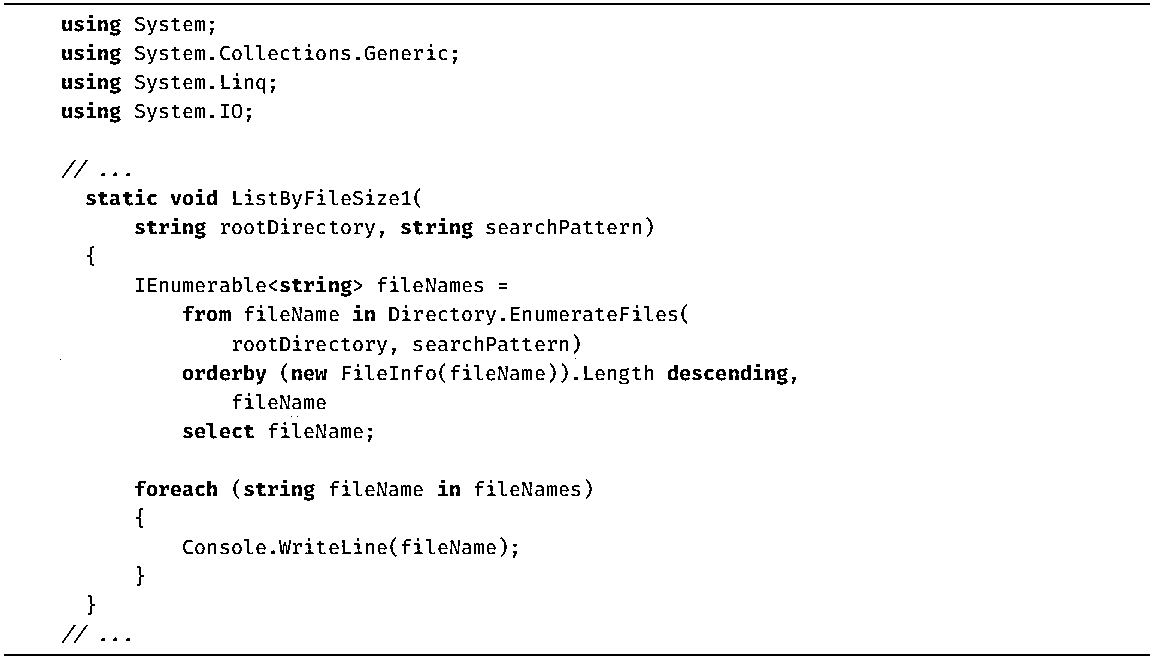 using System;
using System.Collections.Generic;
using System.Linq;
using System.IO;
// ...
static void ListByFileSize1(
string rootDirectory, string searchPattern)
{
IEnumerable<string> fileNames =
from fileName in Directory.EnumerateFiles(
rootDirectory, searchPattern)
orderby (new FileInfo(fileName)).Length descending,
fileName
select fileName;
foreach (string fileName in fileNames)
{
Console.WriteLine(fileName);
}
}
// ...